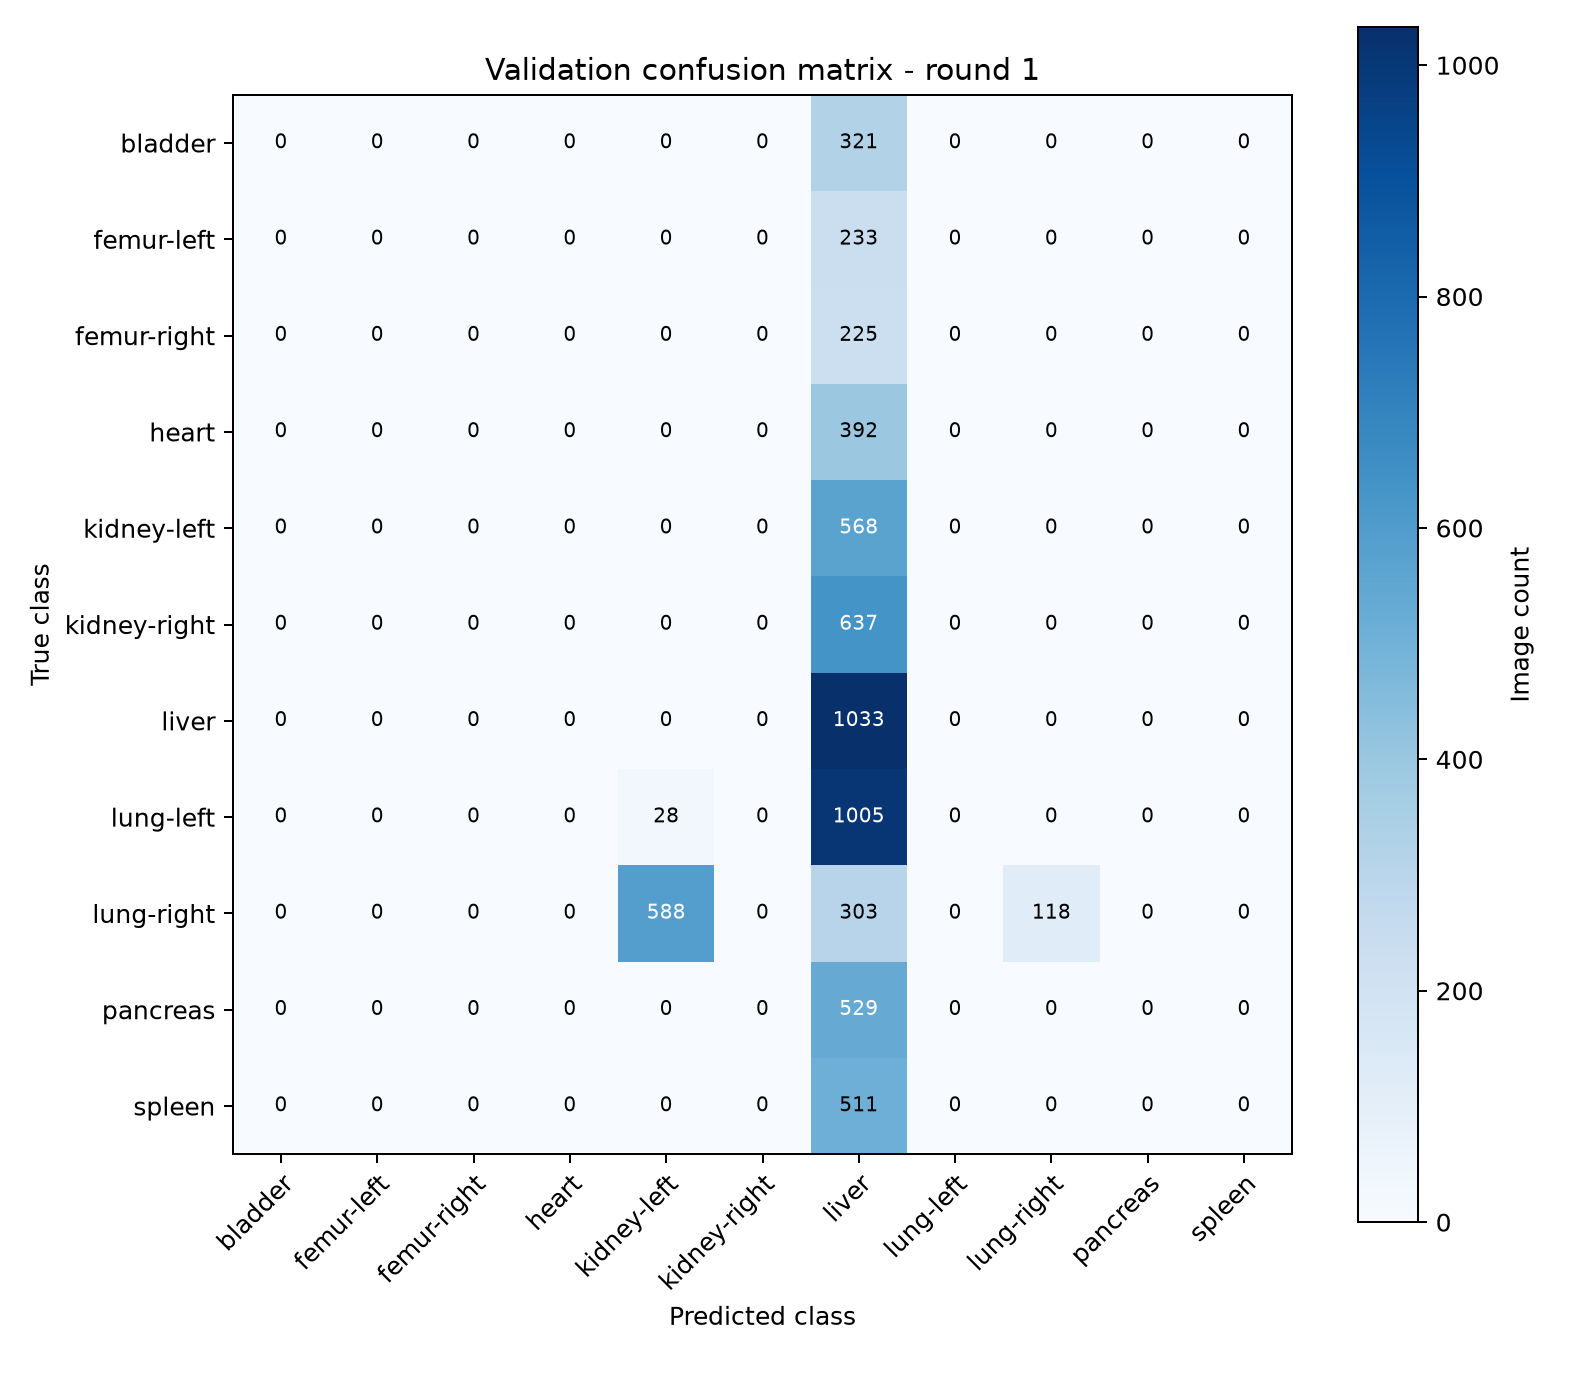 Validation confusion matrix - round 1
True class
bladder 0 0 0 0 0 0 321 0 0 0 0
femur-left 0 0 0 0 0 0 233 0 0 0 0
femur-right 0 0 0 0 0 0 225 0 0 0 0
heart 0 0 0 0 0 0 392 0 0 0 0
kidney-left 0 0 0 0 0 0 568 0 0 0 0
kidney-right 0 0 0 0 0 0 637 0 0 0 0
liver 0 0 0 0 0 0 1033 0 0 0 0
lung-left 0 0 0 0 28 0 1005 0 0 0 0
lung-right 0 0 0 0 588 0 303 0 118 0 0
pancreas 0 0 0 0 0 0 529 0 0 0 0
spleen 0 0 0 0 0 0 511 0 0 0 0
bladder femur-left femur-right heart kidney-left kidney-right liver lung-left lung-right pancreas spleen
Predicted class
1000
800
600
400
200
0
Image count